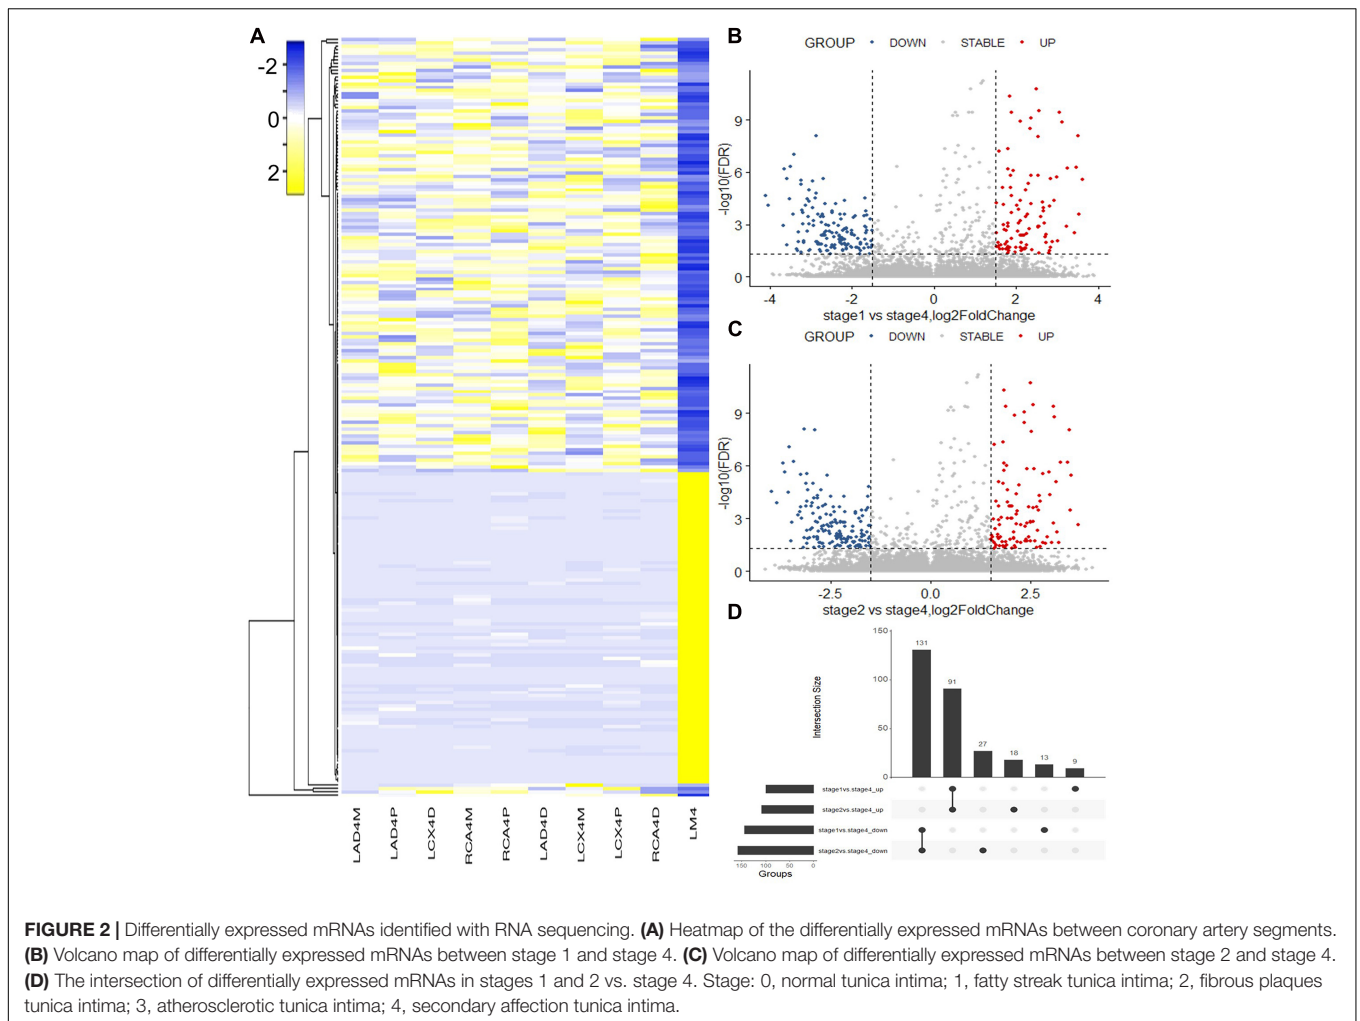 A
-2
0
2
LAD4M
LAD4P
LCX4D
RCA4M
RCA4P
LAD4D
LCX4M
LCX4P
RCA4D
LM4
B
GROUP DOWN STABLE UP
-log10(FDR)
9
6
3
0
-4 -2 0 2 4
stage1 vs stage4,log2FoldChange
C
GROUP DOWN STABLE UP
-log10(FDR)
9
6
3
0
-2.5 0.0 2.5
stage2 vs stage4,log2FoldChange
D
Intersection Size
150
100
50
0
131
91
27
18
13
9
stage1vs.stage4_up
stage2vs.stage4_up
stage1vs.stage4_down
stage2vs.stage4_down
150 100 50 0
Groups
FIGURE 2 | Differentially expressed mRNAs identified with RNA sequencing. (A) Heatmap of the differentially expressed mRNAs between coronary artery segments.
(B) Volcano map of differentially expressed mRNAs between stage 1 and stage 4. (C) Volcano map of differentially expressed mRNAs between stage 2 and stage 4.
(D) The intersection of differentially expressed mRNAs in stages 1 and 2 vs. stage 4. Stage: 0, normal tunica intima; 1, fatty streak tunica intima; 2, fibrous plaques
tunica intima; 3, atherosclerotic tunica intima; 4, secondary affection tunica intima.